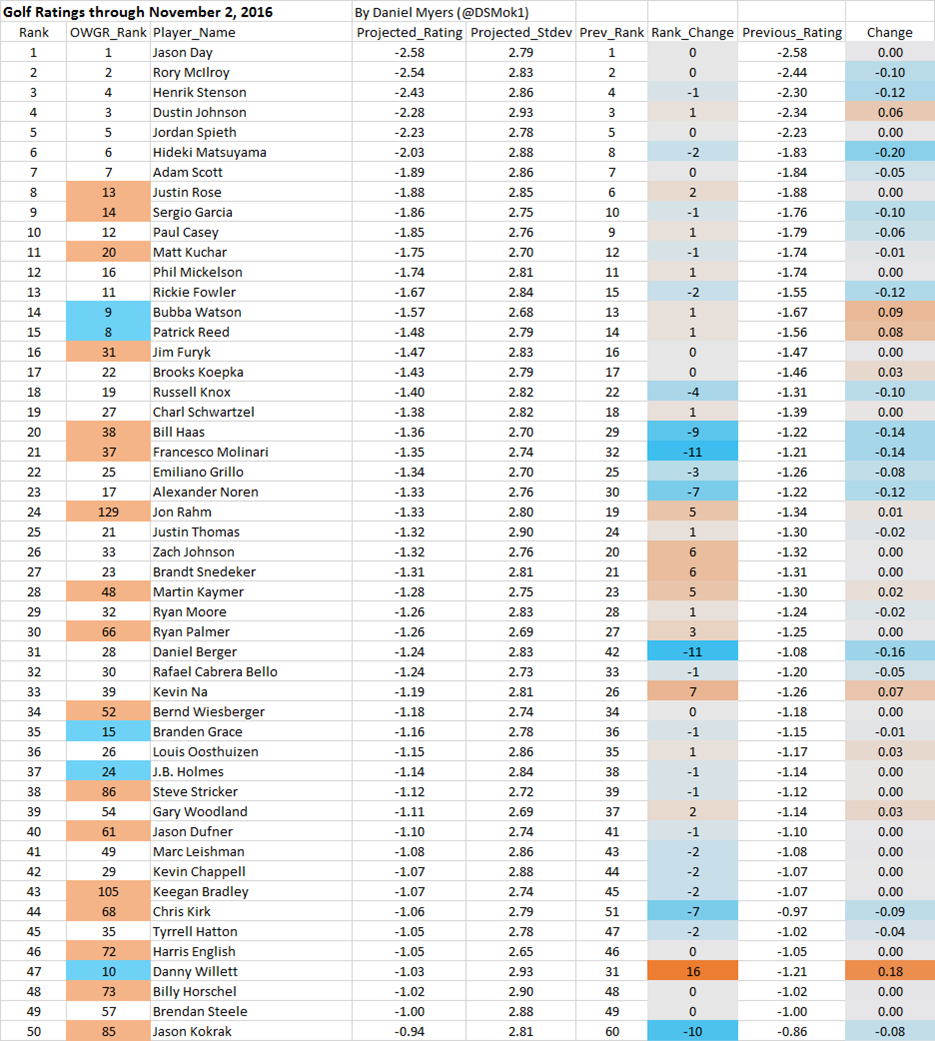 Golf Ratings through November 2, 2016 By Daniel Myers (@DSMok1)
Rank OWGR_Rank Player_Name Projected_Rating Projected_Stdev Prev_Rank Rank_Change Previous_Rating Change
1 1 Jason Day -2.58 2.79 1 0 -2.58 0.00
2 2 Rory McIlroy -2.54 2.83 2 0 -2.44 -0.10
3 4 Henrik Stenson -2.43 2.86 4 -1 -2.30 -0.12
4 3 Dustin Johnson -2.28 2.93 3 1 -2.34 0.06
5 5 Jordan Spieth -2.23 2.78 5 0 -2.23 0.00
6 6 Hideki Matsuyama -2.03 2.88 8 -2 -1.83 -0.20
7 7 Adam Scott -1.89 2.86 7 0 -1.84 -0.05
8 13 Justin Rose -1.88 2.85 6 2 -1.88 0.00
9 14 Sergio Garcia -1.86 2.75 10 -1 -1.76 -0.10
10 12 Paul Casey -1.85 2.76 9 1 -1.79 -0.06
11 20 Matt Kuchar -1.75 2.70 12 -1 -1.74 -0.01
12 16 Phil Mickelson -1.74 2.81 11 1 -1.74 0.00
13 11 Rickie Fowler -1.67 2.84 15 -2 -1.55 -0.12
14 9 Bubba Watson -1.57 2.68 13 1 -1.67 0.09
15 8 Patrick Reed -1.48 2.79 14 1 -1.56 0.08
16 31 Jim Furyk -1.47 2.83 16 0 -1.47 0.00
17 22 Brooks Koepka -1.43 2.79 17 0 -1.46 0.03
18 19 Russell Knox -1.40 2.82 22 -4 -1.31 -0.10
19 27 Charl Schwartzel -1.38 2.82 18 1 -1.39 0.00
20 38 Bill Haas -1.36 2.70 29 -9 -1.22 -0.14
21 37 Francesco Molinari -1.35 2.74 32 -11 -1.21 -0.14
22 25 Emiliano Grillo -1.34 2.70 25 -3 -1.26 -0.08
23 17 Alexander Noren -1.33 2.76 30 -7 -1.22 -0.12
24 129 Jon Rahm -1.33 2.80 19 5 -1.34 0.01
25 21 Justin Thomas -1.32 2.90 24 1 -1.30 -0.02
26 33 Zach Johnson -1.32 2.76 20 6 -1.32 0.00
27 23 Brandt Snedeker -1.31 2.81 21 6 -1.31 0.00
28 48 Martin Kaymer -1.28 2.75 23 5 -1.30 0.02
29 32 Ryan Moore -1.26 2.83 28 1 -1.24 -0.02
30 66 Ryan Palmer -1.26 2.69 27 3 -1.25 0.00
31 28 Daniel Berger -1.24 2.83 42 -11 -1.08 -0.16
32 30 Rafael Cabrera Bello -1.24 2.73 33 -1 -1.20 -0.05
33 39 Kevin Na -1.19 2.81 26 7 -1.26 0.07
34 52 Bernd Wiesberger -1.18 2.74 34 0 -1.18 0.00
35 15 Branden Grace -1.16 2.78 36 -1 -1.15 -0.01
36 26 Louis Oosthuizen -1.15 2.86 35 1 -1.17 0.03
37 24 J.B. Holmes -1.14 2.84 38 -1 -1.14 0.00
38 86 Steve Stricker -1.12 2.72 39 -1 -1.12 0.00
39 54 Gary Woodland -1.11 2.69 37 2 -1.14 0.03
40 61 Jason Dufner -1.10 2.74 41 -1 -1.10 0.00
41 49 Marc Leishman -1.08 2.86 43 -2 -1.08 0.00
42 29 Kevin Chappell -1.07 2.88 44 -2 -1.07 0.00
43 105 Keegan Bradley -1.07 2.74 45 -2 -1.07 0.00
44 68 Chris Kirk -1.06 2.79 51 -7 -0.97 -0.09
45 35 Tyrrell Hatton -1.05 2.78 47 -2 -1.02 -0.04
46 72 Harris English -1.05 2.65 46 0 -1.05 0.00
47 10 Danny Willett -1.03 2.93 31 16 -1.21 0.18
48 73 Billy Horschel -1.02 2.90 48 0 -1.02 0.00
49 57 Brendan Steele -1.00 2.88 49 0 -1.00 0.00
50 85 Jason Kokrak -0.94 2.81 60 -10 -0.86 -0.08